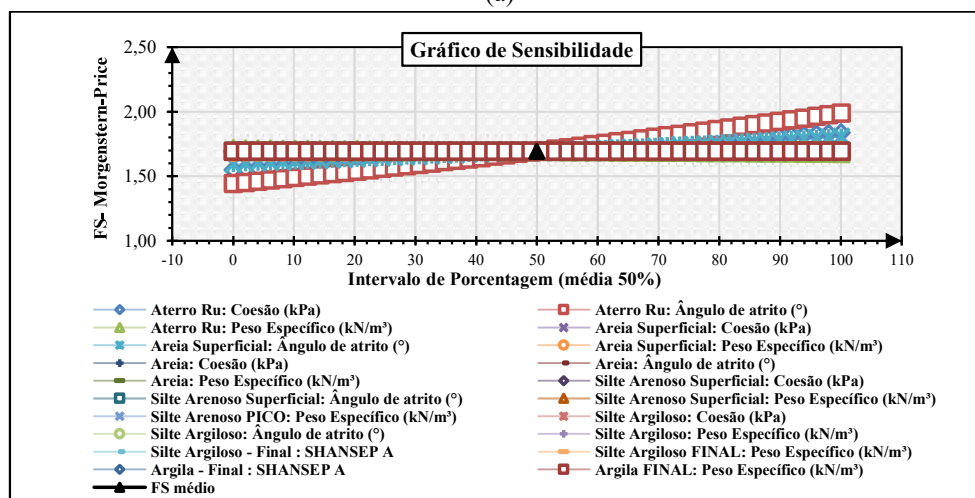 (a)
Gráfico de Sensibilidade
FS- Morgenstern-Price
2,50
2,00
1,50
1,00
-10 0 10 20 30 40 50 60 70 80 90 100 110
Intervalo de Porcentagem (média 50%)
Aterro Ru: Coesão (kPa)
Aterro Ru: Ângulo de atrito (°)
Aterro Ru: Peso Específico (kN/m³)
Areia Superficial: Coesão (kPa)
Areia Superficial: Ângulo de atrito (°)
Areia Superficial: Peso Específico (kN/m³)
Areia: Coesão (kPa)
Areia: Ângulo de atrito (°)
Areia: Peso Específico (kN/m³)
Silte Arenoso Superficial: Coesão (kPa)
Silte Arenoso Superficial: Ângulo de atrito (°)
Silte Arenoso Superficial: Peso Específico (kN/m³)
Silte Arenoso PICO: Peso Específico (kN/m³)
Silte Argiloso: Coesão (kPa)
Silte Argiloso: Ângulo de atrito (°)
Silte Argiloso: Peso Específico (kN/m³)
Silte Argiloso - Final : SHANSEP A
Silte Argiloso FINAL: Peso Específico (kN/m³)
Argila - Final : SHANSEP A
Argila FINAL: Peso Específico (kN/m³)
FS médio